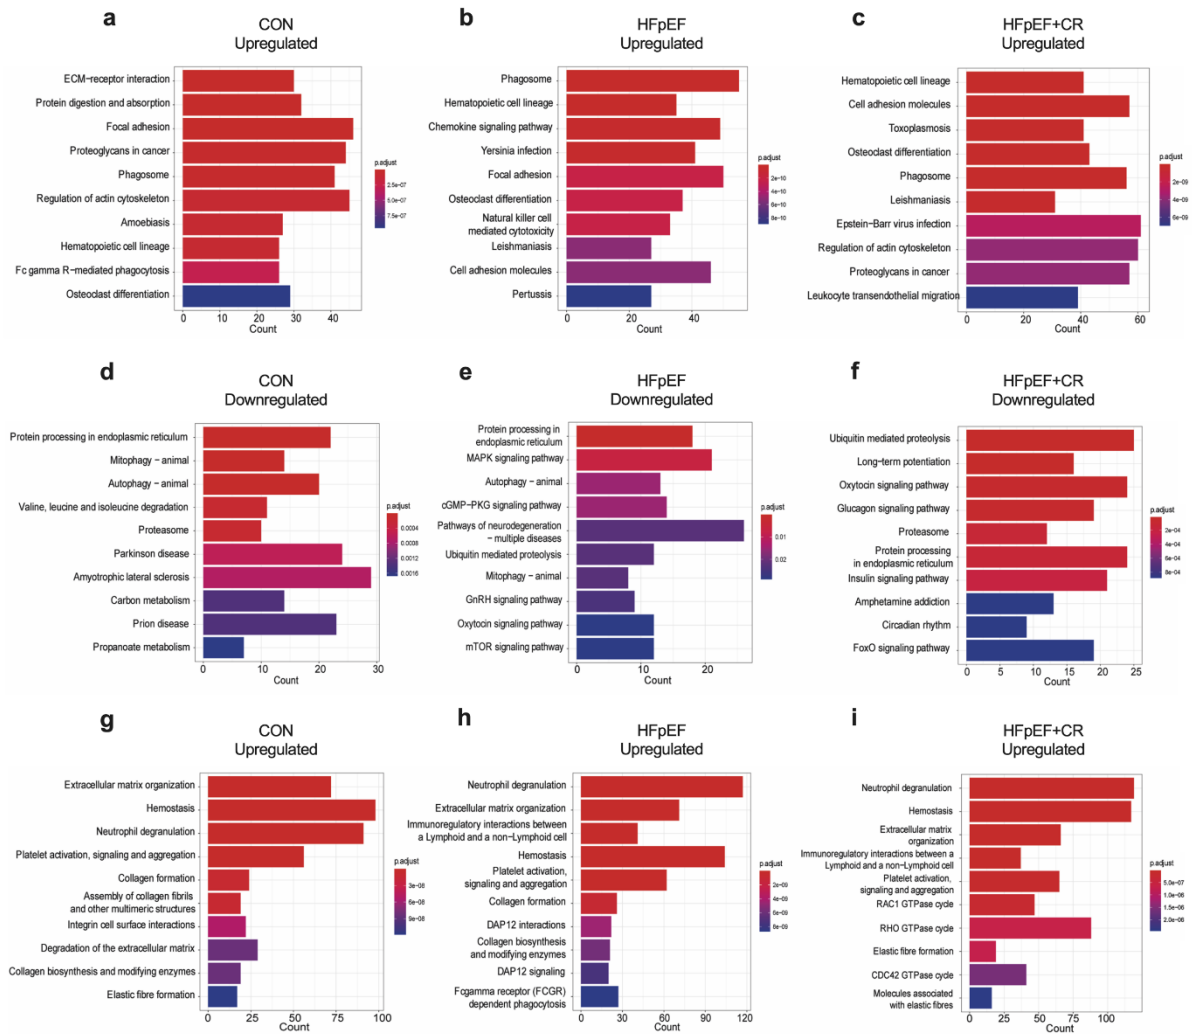 a
CON
Upregulated
ECM−receptor interaction
Protein digestion and absorption
Focal adhesion
Proteoglycans in cancer
Phagosome
Regulation of actin cytoskeleton
Amoebiasis
Hematopoietic cell lineage
Fc gamma R−mediated phagocytosis
Osteoclast differentiation
0 10 20 30 40
Count
p.adjust
2.5e−07
5.0e−07
7.5e−07
b
HFpEF
Upregulated
Phagosome
Hematopoietic cell lineage
Chemokine signaling pathway
Yersinia infection
Focal adhesion
Osteoclast differentiation
Natural killer cell
mediated cytotoxicity
Leishmaniasis
Cell adhesion molecules
Pertussis
0 20 40
Count
p.adjust
2e−10
4e−10
6e−10
8e−10
c
HFpEF+CR
Upregulated
Hematopoietic cell lineage
Cell adhesion molecules
Toxoplasmosis
Osteoclast differentiation
Phagosome
Leishmaniasis
Epstein−Barr virus infection
Regulation of actin cytoskeleton
Proteoglycans in cancer
Leukocyte transendothelial migration
0 20 40 60
Count
p.adjust
2e−09
4e−09
6e−09
d
CON
Downregulated
Protein processing in endoplasmic reticulum
Mitophagy − animal
Autophagy − animal
Valine, leucine and isoleucine degradation
Proteasome
Parkinson disease
Amyotrophic lateral sclerosis
Carbon metabolism
Prion disease
Propanoate metabolism
0 10 20 30
Count
p.adjust
0.0004
0.0008
0.0012
0.0016
e
HFpEF
Downregulated
Protein processing in
endoplasmic reticulum
MAPK signaling pathway
Autophagy − animal
cGMP−PKG signaling pathway
Pathways of neurodegeneration
− multiple diseases
Ubiquitin mediated proteolysis
Mitophagy − animal
GnRH signaling pathway
Oxytocin signaling pathway
mTOR signaling pathway
0 10 20
Count
p.adjust
0.01
0.02
f
HFpEF+CR
Downregulated
Ubiquitin mediated proteolysis
Long−term potentiation
Oxytocin signaling pathway
Glucagon signaling pathway
Proteasome
Protein processing
in endoplasmic reticulum
Insulin signaling pathway
Amphetamine addiction
Circadian rhythm
FoxO signaling pathway
0 5 10 15 20 25
Count
p.adjust
2e−04
4e−04
6e−04
8e−04
g
CON
Upregulated
Extracellular matrix organization
Hemostasis
Neutrophil degranulation
Platelet activation, signaling and aggregation
Collagen formation
Assembly of collagen fibrils
and other multimeric structures
Integrin cell surface interactions
Degradation of the extracellular matrix
Collagen biosynthesis and modifying enzymes
Elastic fibre formation
0 25 50 75 100
Count
p.adjust
3e−08
6e−08
9e−08
h
HFpEF
Upregulated
Neutrophil degranulation
Extracellular matrix organization
Immunoregulatory interactions between
a Lymphoid and a non−Lymphoid cell
Hemostasis
Platelet activation,
signaling and aggregation
Collagen formation
DAP12 interactions
Collagen biosynthesis
and modifying enzymes
DAP12 signaling
Fcgamma receptor (FCGR)
dependent phagocytosis
0 30 60 90 120
Count
p.adjust
2e−09
4e−09
6e−09
8e−09
i
HFpEF+CR
Upregulated
Neutrophil degranulation
Hemostasis
Extracellular matrix
organization
Immunoregulatory interactions between a
Lymphoid and a non−Lymphoid cell
Platelet activation,
signaling and aggregation
RAC1 GTPase cycle
RHO GTPase cycle
Elastic fibre formation
CDC42 GTPase cycle
Molecules associated
with elastic fibres
0 25 50 75 100
Count
p.adjust
5.0e−07
1.0e−06
1.5e−06
2.0e−06